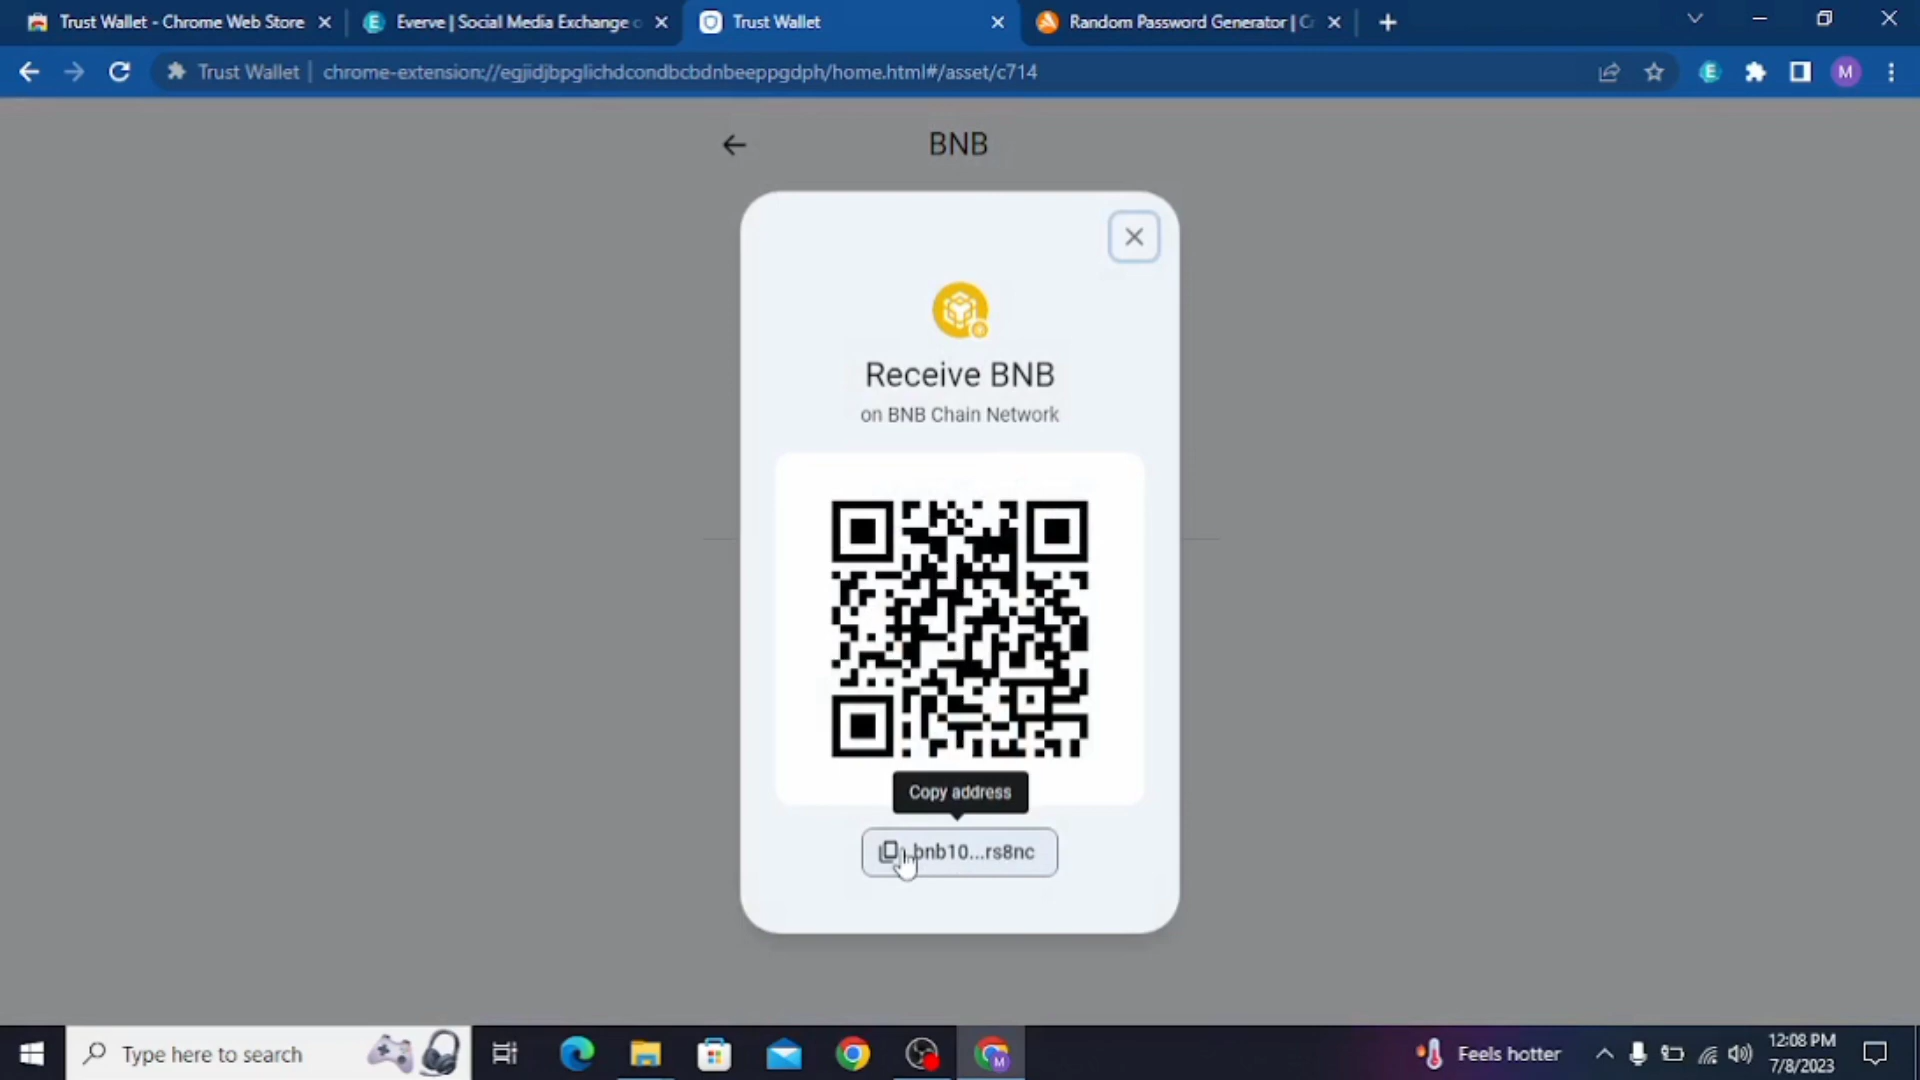 Trust Wallet - Chrome Web Store
Everve | Social Media Exchange
Trust Wallet
Random Password Generator |
Trust Wallet
chrome-extension://egjidjbpglichdcondbcbdnbeeppgdph/home.html#/asset/c714
M
BNB
Receive BNB
on BNB Chain Network
Copy address
bnb10...rs8nc
Type here to search
M
Feels hotter
12:08 PM
7/8/2023